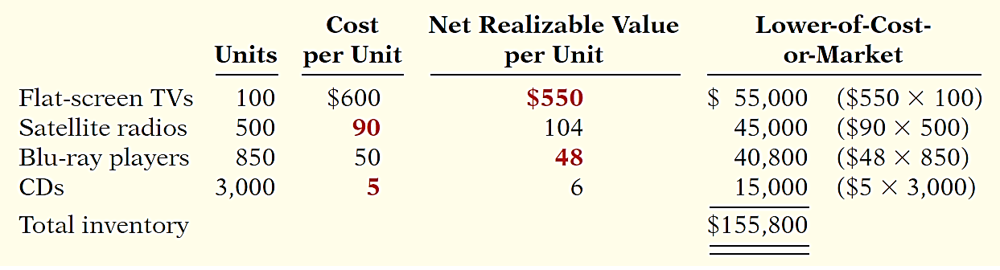 Cost Net Realizable Value Lower-of-Cost-
Units per Unit per Unit or-Market
Flat-screen TVs 100 $600 $550 $ 55,000 ($550 × 100)
Satellite radios 500 90 104 45,000 ($90 × 500)
Blu-ray players 850 50 48 40,800 ($48 × 850)
CDs 3,000 5 6 15,000 ($5 × 3,000)
Total inventory $155,800